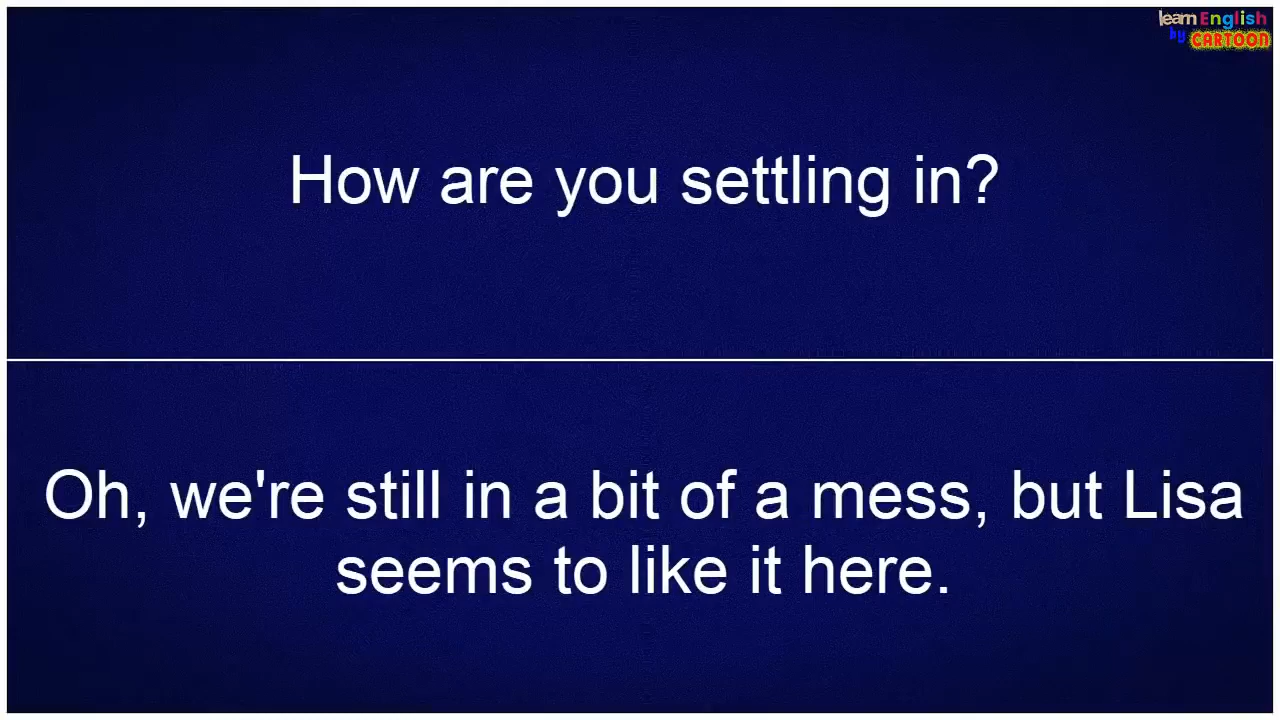 learn English
by CARTOON
How are you settling in?
Oh, we're still in a bit of a mess, but Lisa
seems to like it here.